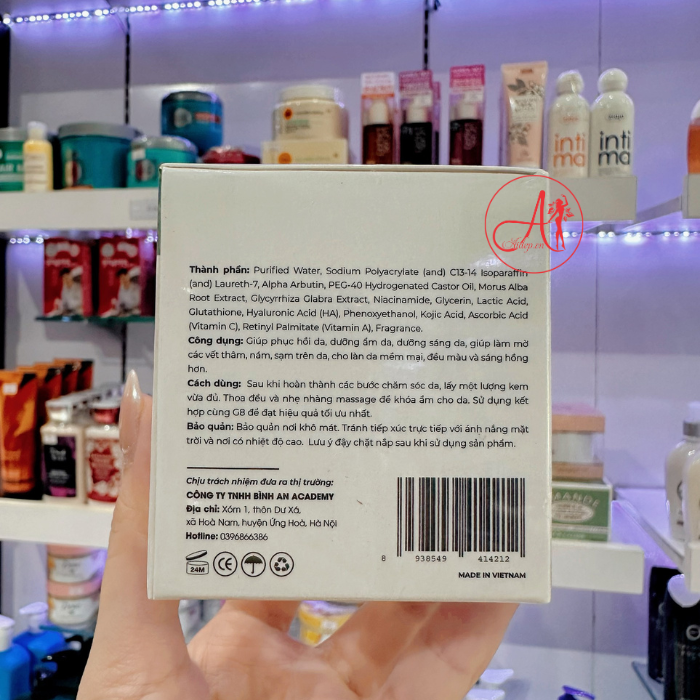 inti
ma
inti
ma
A
Aidep.vn
Thành phần: Purified Water, Sodium Polyacrylate (and) C13-14 Isoparaffin
(and) Laureth-7, Alpha Arbutin, PEG-40 Hydrogenated Castor Oil, Morus Alba
Root Extract, Glycyrrhiza Glabra Extract, Niacinamide, Glycerin, Lactic Acid,
Glutathione, Hyaluronic Acid (HA), Phenoxyethanol, Kojic Acid, Ascorbic Acid
(Vitamin C), Retinyl Palmitate (Vitamin A), Fragrance.
Công dụng: Giúp phục hồi da, dưỡng ẩm da, dưỡng sáng da, giúp làm mờ
các vết thâm, nám, sạm trên da, cho làn da mềm mại, đều màu và sáng hồng
hơn.
Cách dùng: Sau khi hoàn thành các bước chăm sóc da, lấy một lượng kem
vừa đủ. Thoa đều và nhẹ nhàng massage để khóa ẩm cho da. Sử dụng kết
hợp cùng G8 để đạt hiệu quả tối ưu nhất.
Bảo quản: Bảo quản nơi khô mát. Tránh tiếp xúc trực tiếp với ánh nắng mặt
trời và nơi có nhiệt độ cao. Lưu ý đậy chặt nắp sau khi sử dụng sản phẩm.
Chịu trách nhiệm đưa ra thị trường:
CÔNG TY TNHH BÌNH AN ACADEMY
Địa chỉ: Xóm 1, thôn Dư Xá,
xã Hoà Nam, huyện Ứng Hoà, Hà Nội
Hotline: 0396866386
24M
CE
8 938549 414212
MADE IN VIETNAM